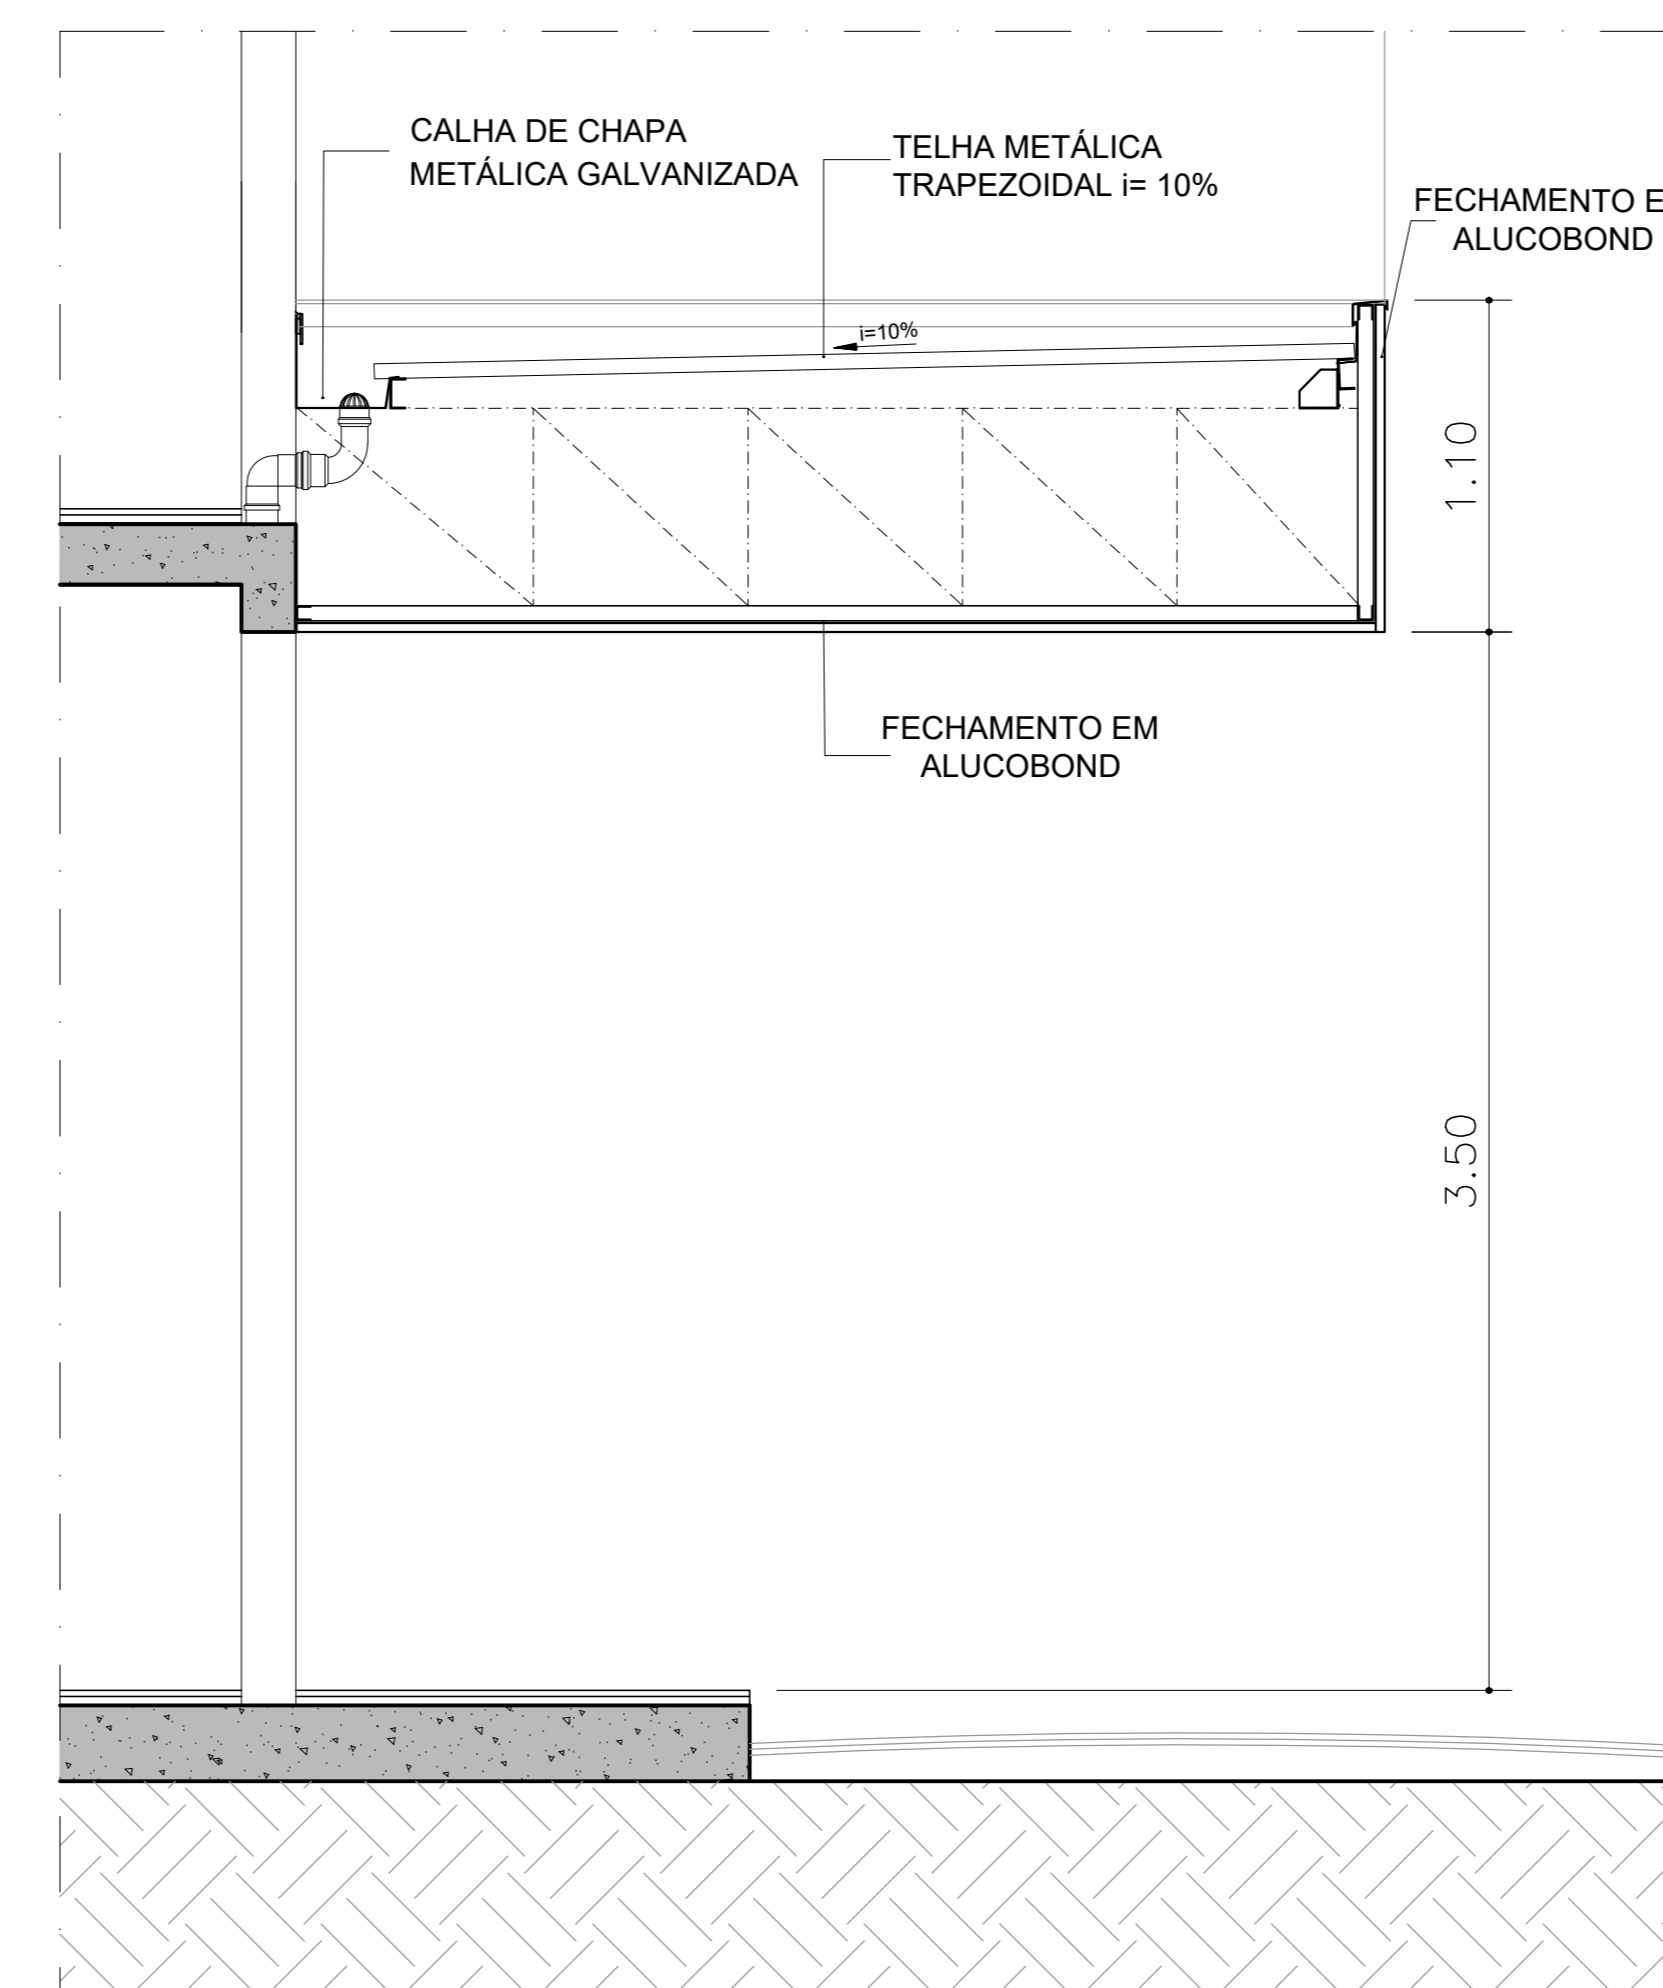 CALHA DE CHAPA
METÁLICA GALVANIZADA
TELHA METÁLICA
TRAPEZOIDAL i= 10%
FECHAMENTO E
ALUCOBOND
i=10%
1.10
FECHAMENTO EM
ALUCOBOND
3.50